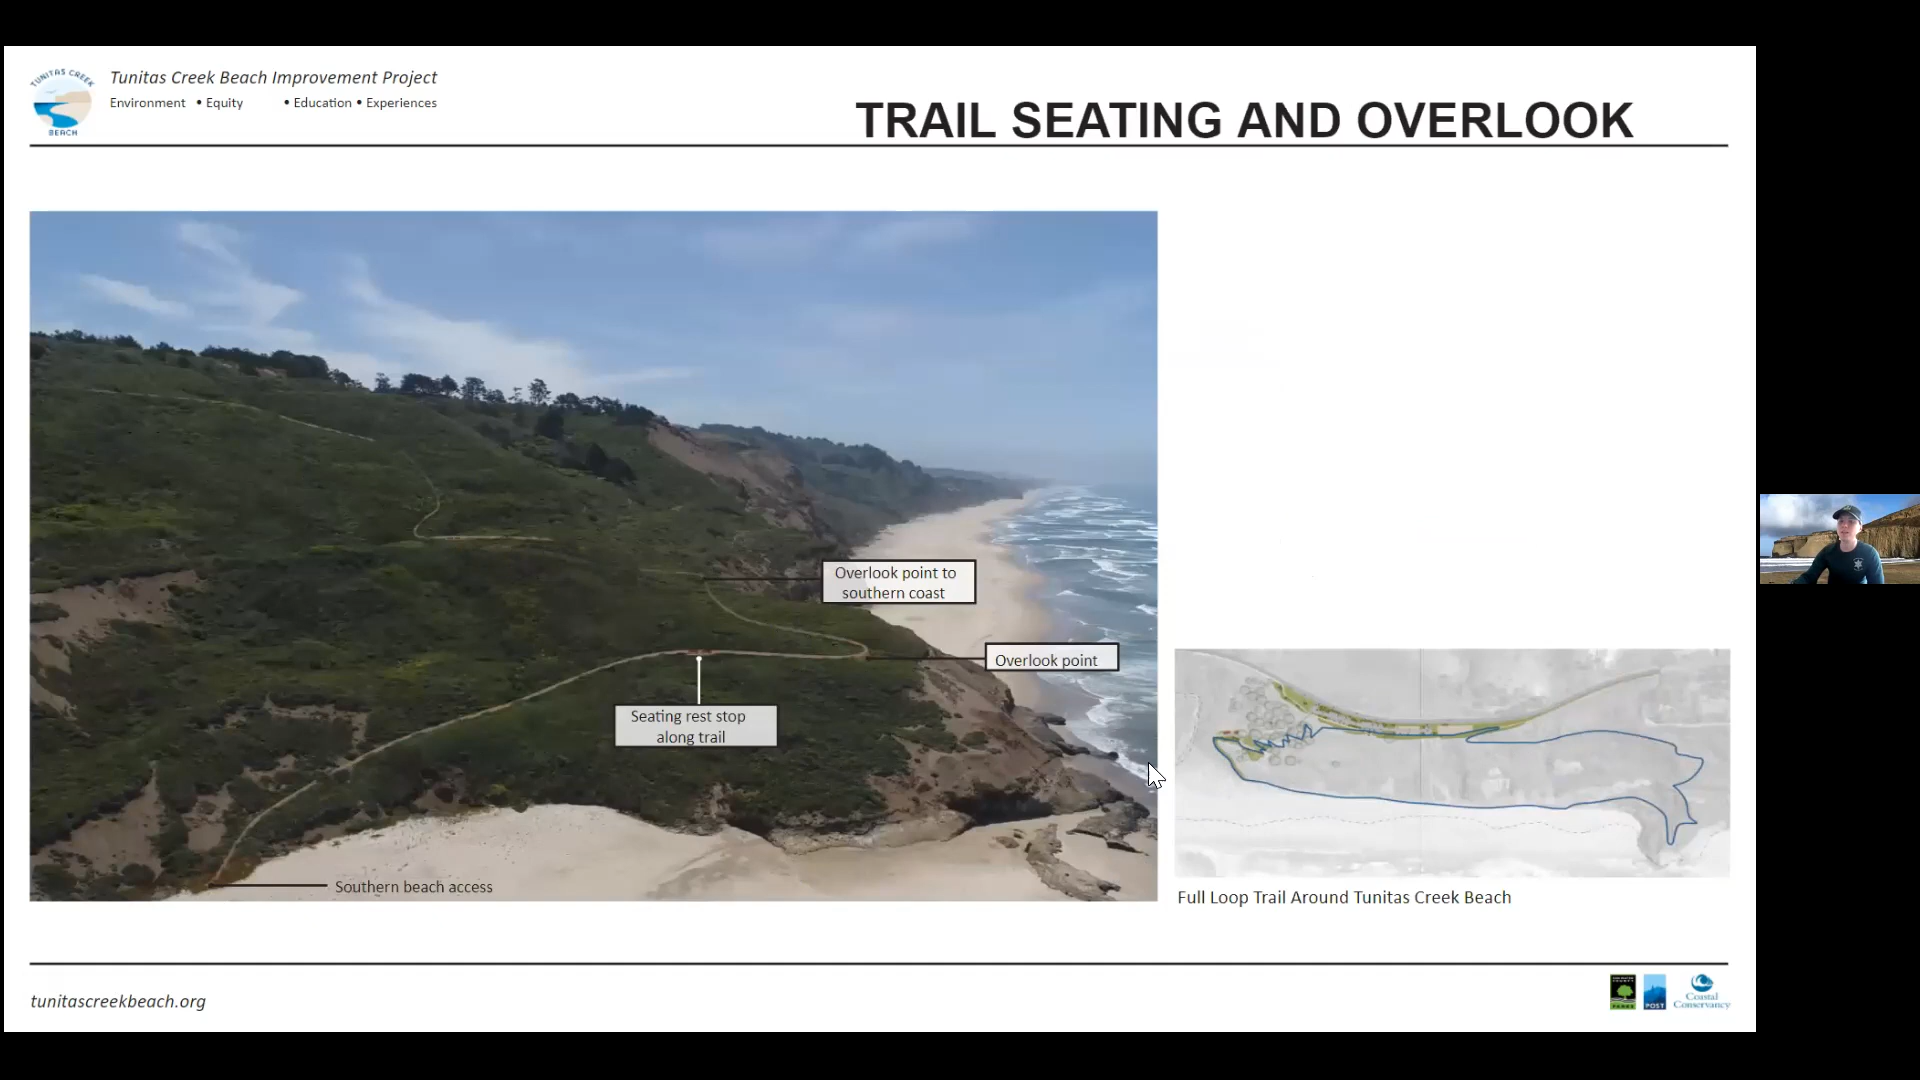 TUNITAS CREEK
BEACH
Tunitas Creek Beach Improvement Project
Environment • Equity • Education • Experiences
TRAIL SEATING AND OVERLOOK
Overlook point to
southern coast
Overlook point
Seating rest stop
along trail
Southern beach access
Full Loop Trail Around Tunitas Creek Beach
tunitascreekbeach.org
PARKS
POST
Coastal
Conservancy